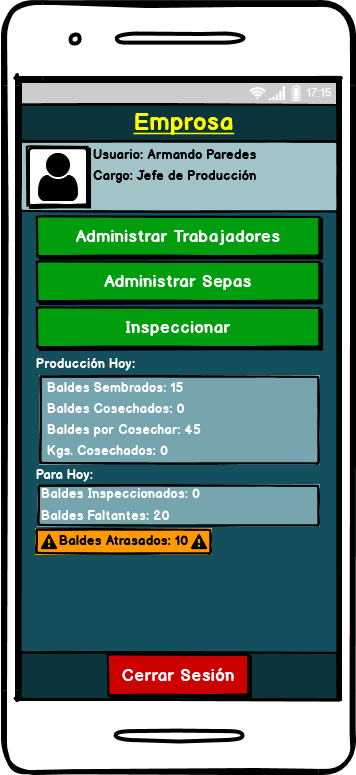 17:15
Emprosa
Usuario: Armando Paredes
Cargo: Jefe de Producción
Administrar Trabajadores
Administrar Sepas
Inspeccionar
Producción Hoy:
Baldes Sembrados: 15
Baldes Cosechados: 0
Baldes por Cosechar: 45
Kgs. Cosechados: 0
Para Hoy:
Baldes Inspeccionados: 0
Baldes Faltantes: 20
Baldes Atrasados: 10
Cerrar Sesión